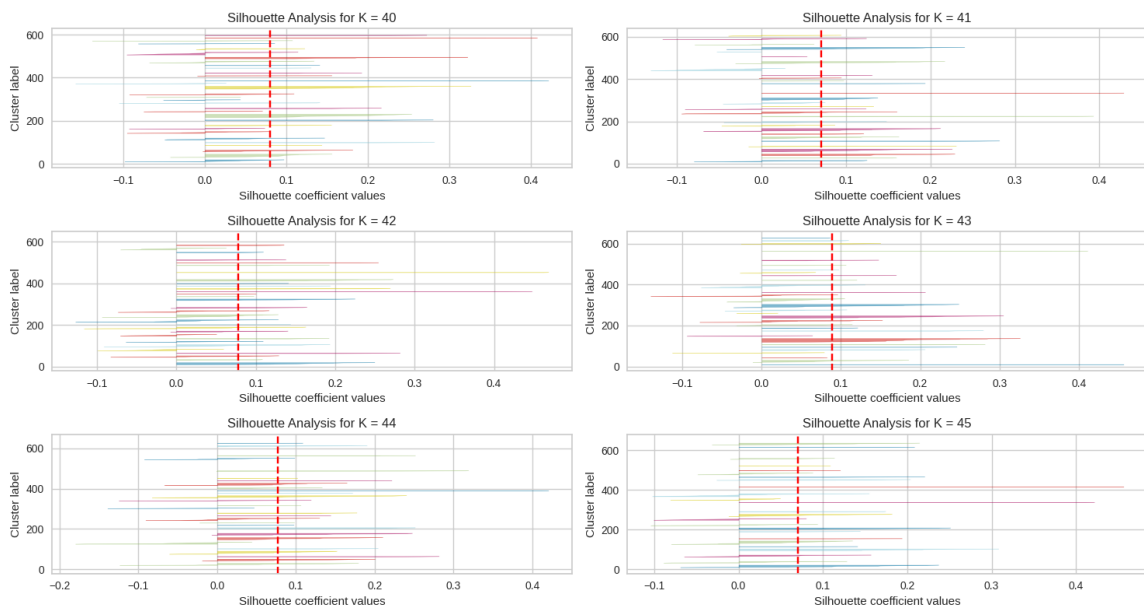 Silhouette Analysis for K = 40
Cluster label
600
400
200
0
−0.1 0.0 0.1 0.2 0.3 0.4
Silhouette coefficient values
Silhouette Analysis for K = 41
Cluster label
600
400
200
0
−0.1 0.0 0.1 0.2 0.3 0.4
Silhouette coefficient values
Silhouette Analysis for K = 42
Cluster label
600
400
200
0
−0.1 0.0 0.1 0.2 0.3 0.4
Silhouette coefficient values
Silhouette Analysis for K = 43
Cluster label
600
400
200
0
−0.1 0.0 0.1 0.2 0.3 0.4
Silhouette coefficient values
Silhouette Analysis for K = 44
Cluster label
600
400
200
0
−0.2 −0.1 0.0 0.1 0.2 0.3 0.4
Silhouette coefficient values
Silhouette Analysis for K = 45
Cluster label
600
400
200
0
−0.1 0.0 0.1 0.2 0.3 0.4
Silhouette coefficient values